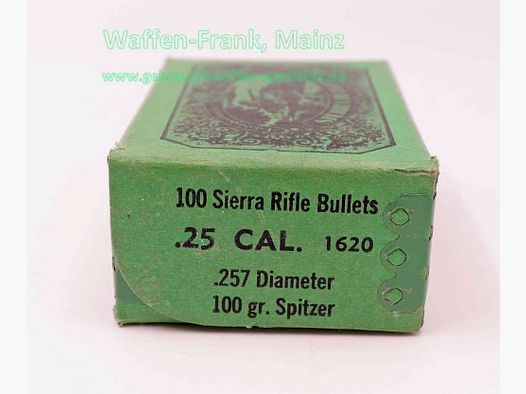 Waffen-Frank, Mainz
100 Sierra Rifle Bullets
.25 CAL. 1620
.257 Diameter
100 gr. Spitzer